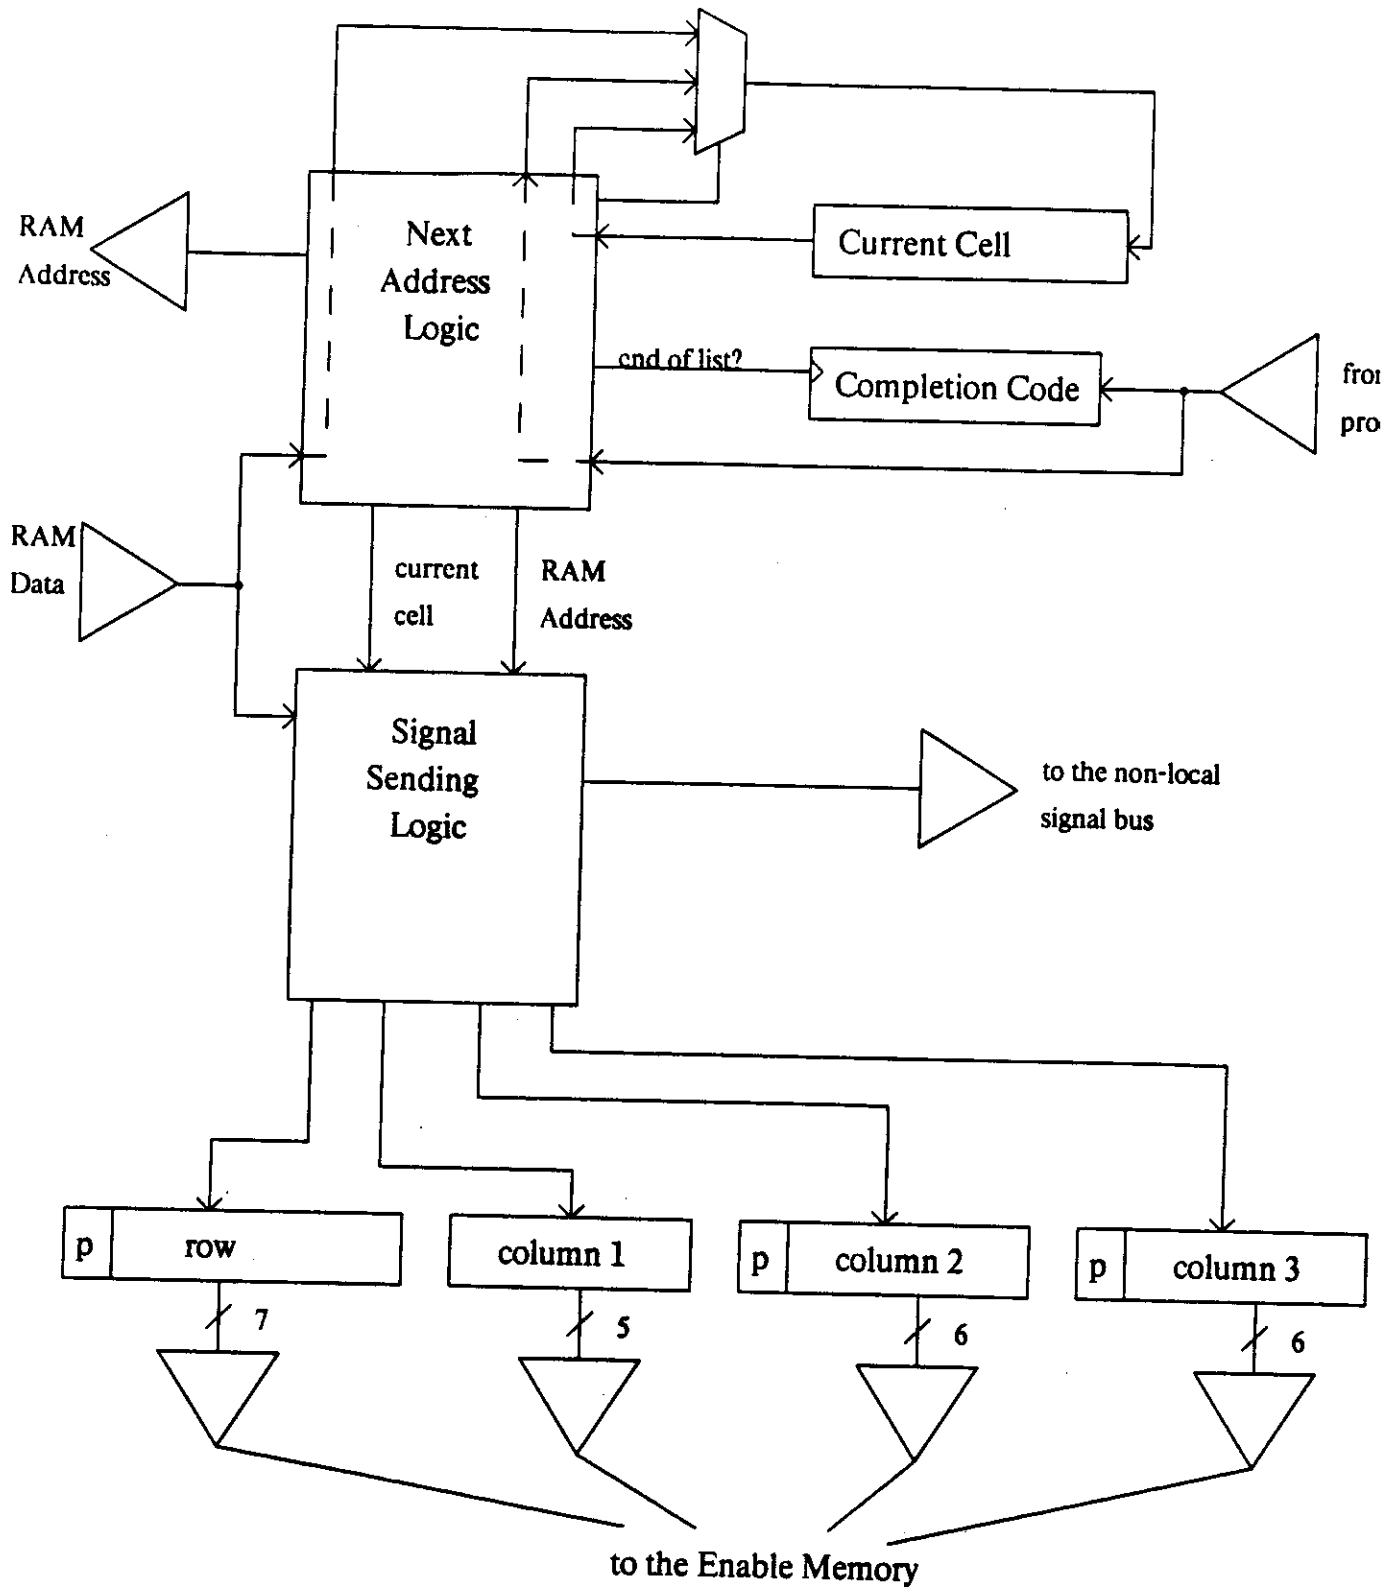 RAM
Address
Next
Address
Logic
Current Cell
end of list?
Completion Code
RAM
Data
current
cell
RAM
Address
Signal
Sending
Logic
to the non-local
signal bus
p
row
column 1
p
column 2
p
column 3
7
5
6
6
to the Enable Memory